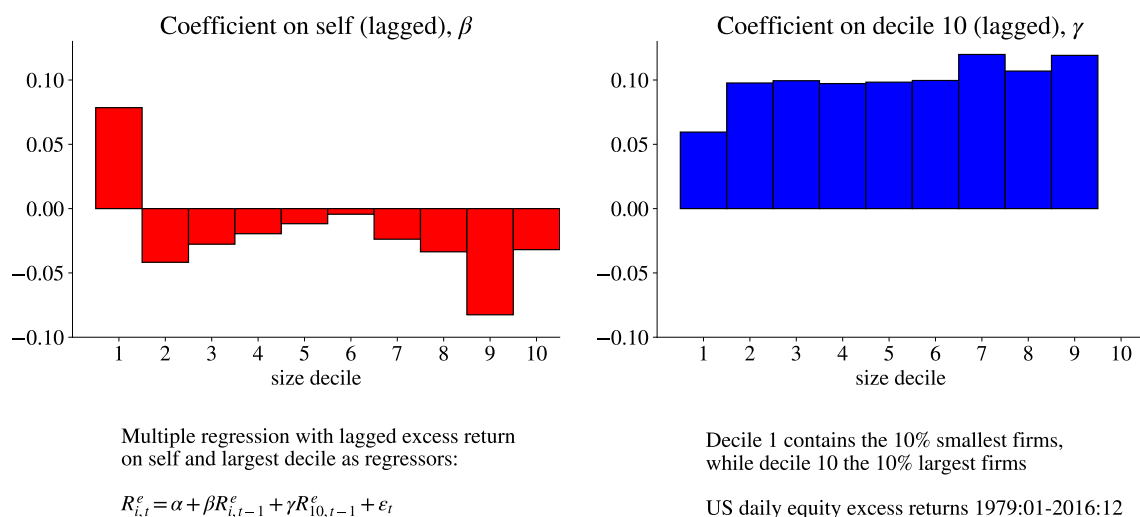 Coefficient on self (lagged), β
0.10
0.05
0.00
−0.05
−0.10
1 2 3 4 5 6 7 8 9 10
size decile
Coefficient on decile 10 (lagged), γ
0.10
0.05
0.00
−0.05
−0.10
1 2 3 4 5 6 7 8 9 10
size decile
Multiple regression with lagged excess return
on self and largest decile as regressors:
R^e_{i,t} = α + βR^e_{i,t−1} + γR^e_{10,t−1} + ε_t
Decile 1 contains the 10% smallest firms,
while decile 10 the 10% largest firms
US daily equity excess returns 1979:01-2016:12